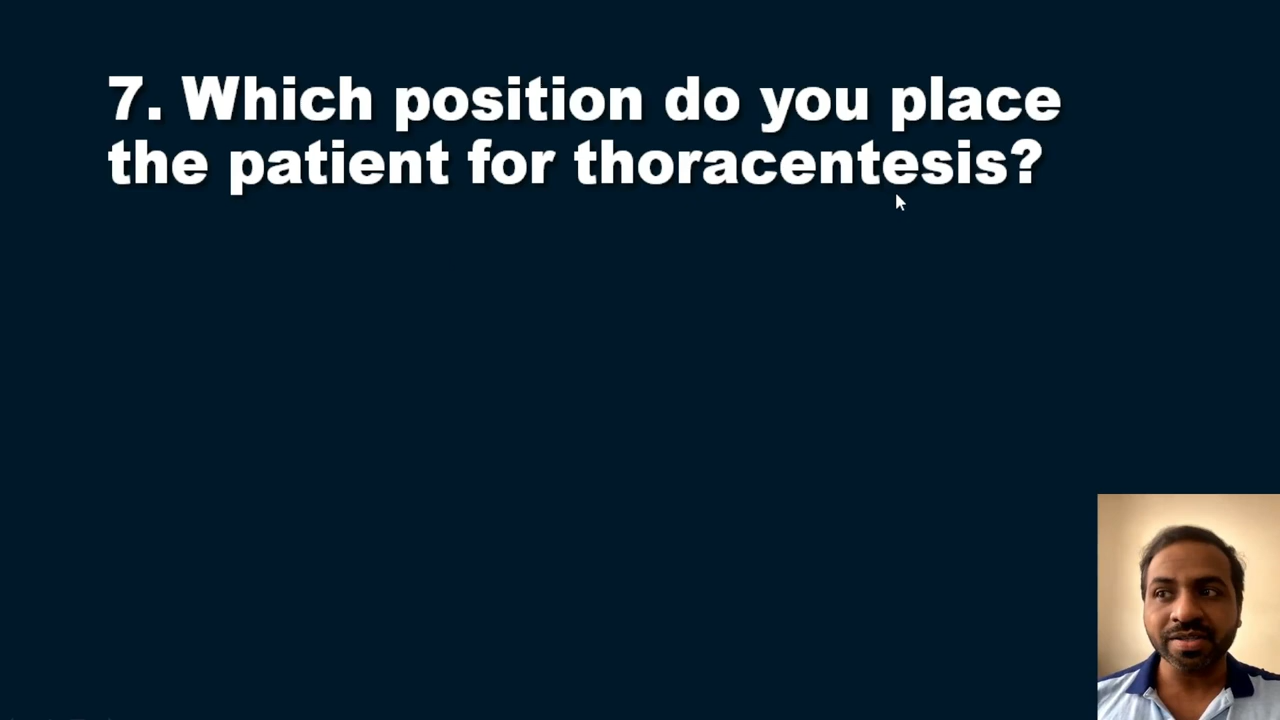 7. Which position do you place
the patient for thoracentesis?